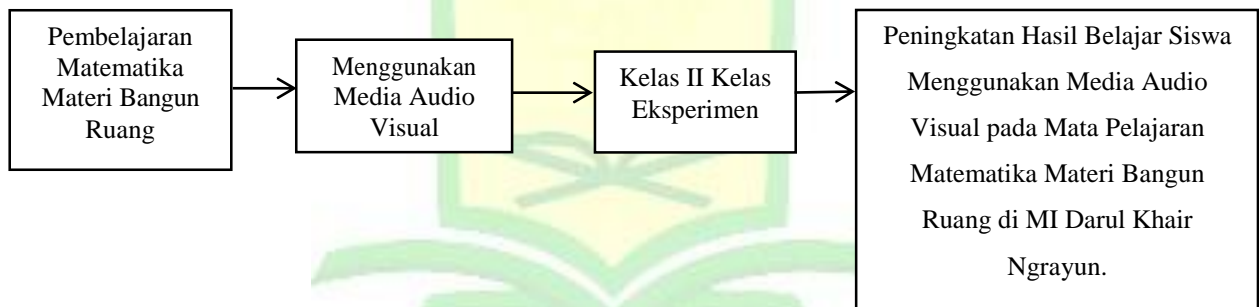 Pembelajaran
Matematika
Materi Bangun
Ruang
Menggunakan
Media Audio
Visual
Kelas II Kelas
Eksperimen
Peningkatan Hasil Belajar Siswa
Menggunakan Media Audio
Visual pada Mata Pelajaran
Matematika Materi Bangun
Ruang di MI Darul Khair
Ngrayun.